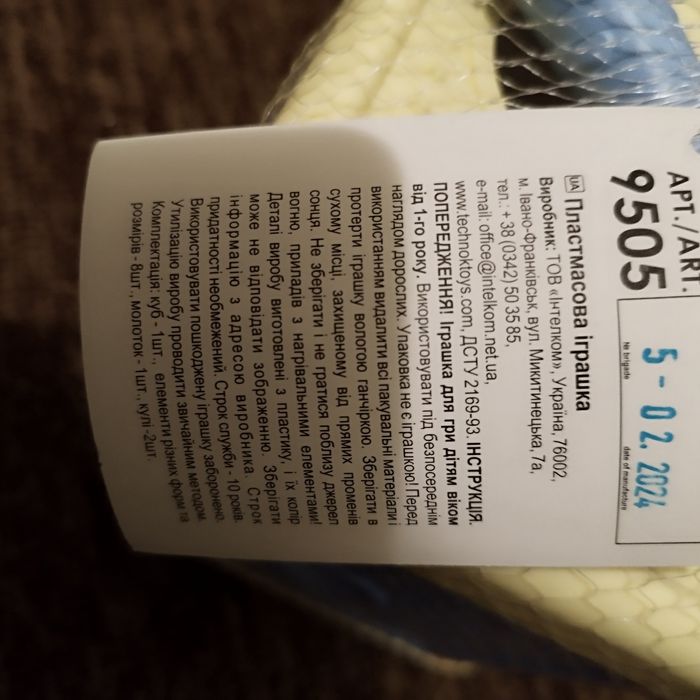 АРТ./ART.
9505
5 - 02. 2024
№ brigade
date of manufacture
UA Пластмасова іграшка
Виробник: ТОВ «Інтелком», Україна, 76002,
м. Івано-Франківськ, вул. Микитинецька, 7а,
тел.: + 38 (0342) 50 35 85,
e-mail: office@intelkom.net.ua,
www.technoktoys.com, ДСТУ 2169-93. ІНСТРУКЦІЯ.
ПОПЕРЕДЖЕННЯ! Іграшка для гри дітям віком
від 1-го року. Використовувати під безпосереднім
наглядом дорослих. Упаковка не є іграшкою! Перед
використанням видалити всі пакувальні матеріали і
протерти іграшку вологою ганчіркою. Зберігати в
сухому місці, захищеному від прямих променів
сонця. Не зберігати і не гратися поблизу джерел
вогню, приладів з нагрівальними елементами!
Деталі виробу виготовлені з пластику, і їх колір
може не відповідати зображенню. Зберігати
інформацію з адресою виробника. Строк
придатності необмежений. Строк служби - 10 років.
Використовувати пошкоджену іграшку заборонено.
Утилізацію виробу проводити звичайним методом.
Комплектація: куб - 1шт., елементи різних форм та
розмірів - 8шт., молоток - 1шт., кулі -2шт.